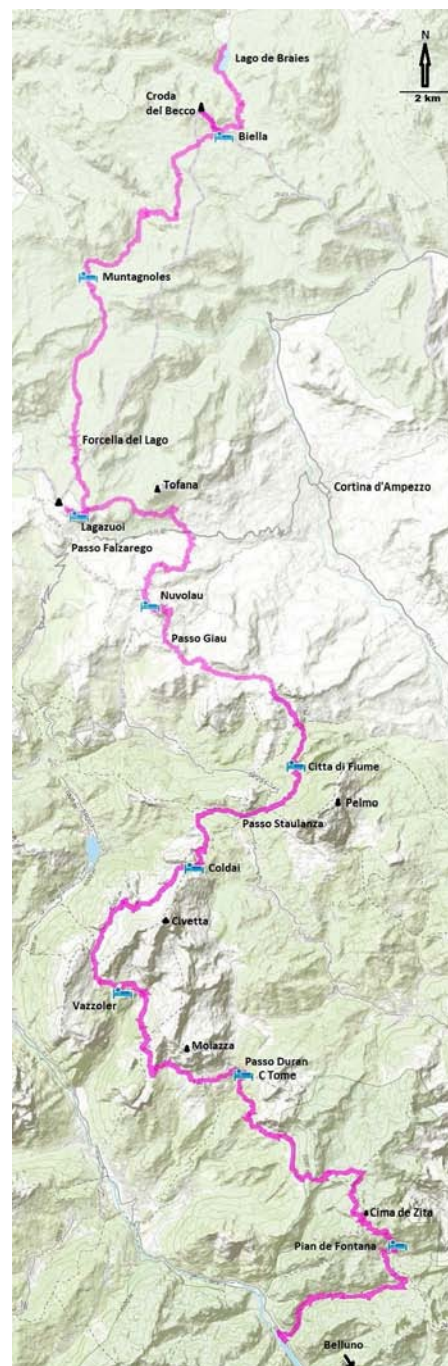 N
Lago de Braies
2 km
Croda
del Becco
Biella
Muntagnoles
Forcella del Lago
Tofana
Cortina d'Ampezzo
Lagazuoi
Passo Falzarego
Nuvolau
Passo Giau
Citta di Fiume
Pelmo
Passo Staulanza
Coldai
Civetta
Vazzoler
Moiazza
Passo Duran
C Tome
Cima de Zita
Pian de Fontana
Belluno